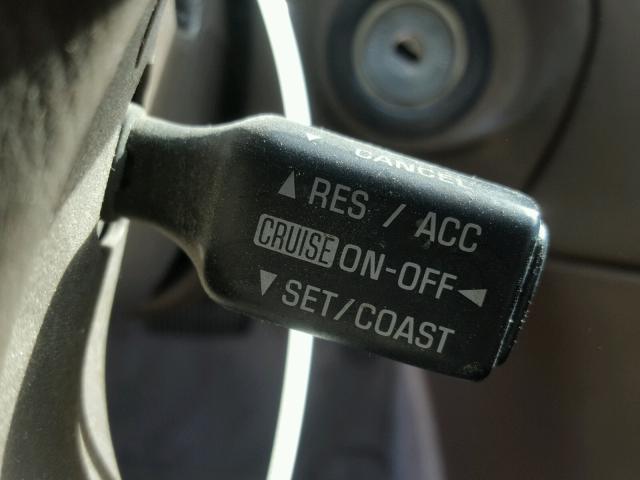 CANCEL
RES / ACC
CRUISE ON-OFF
SET/COAST